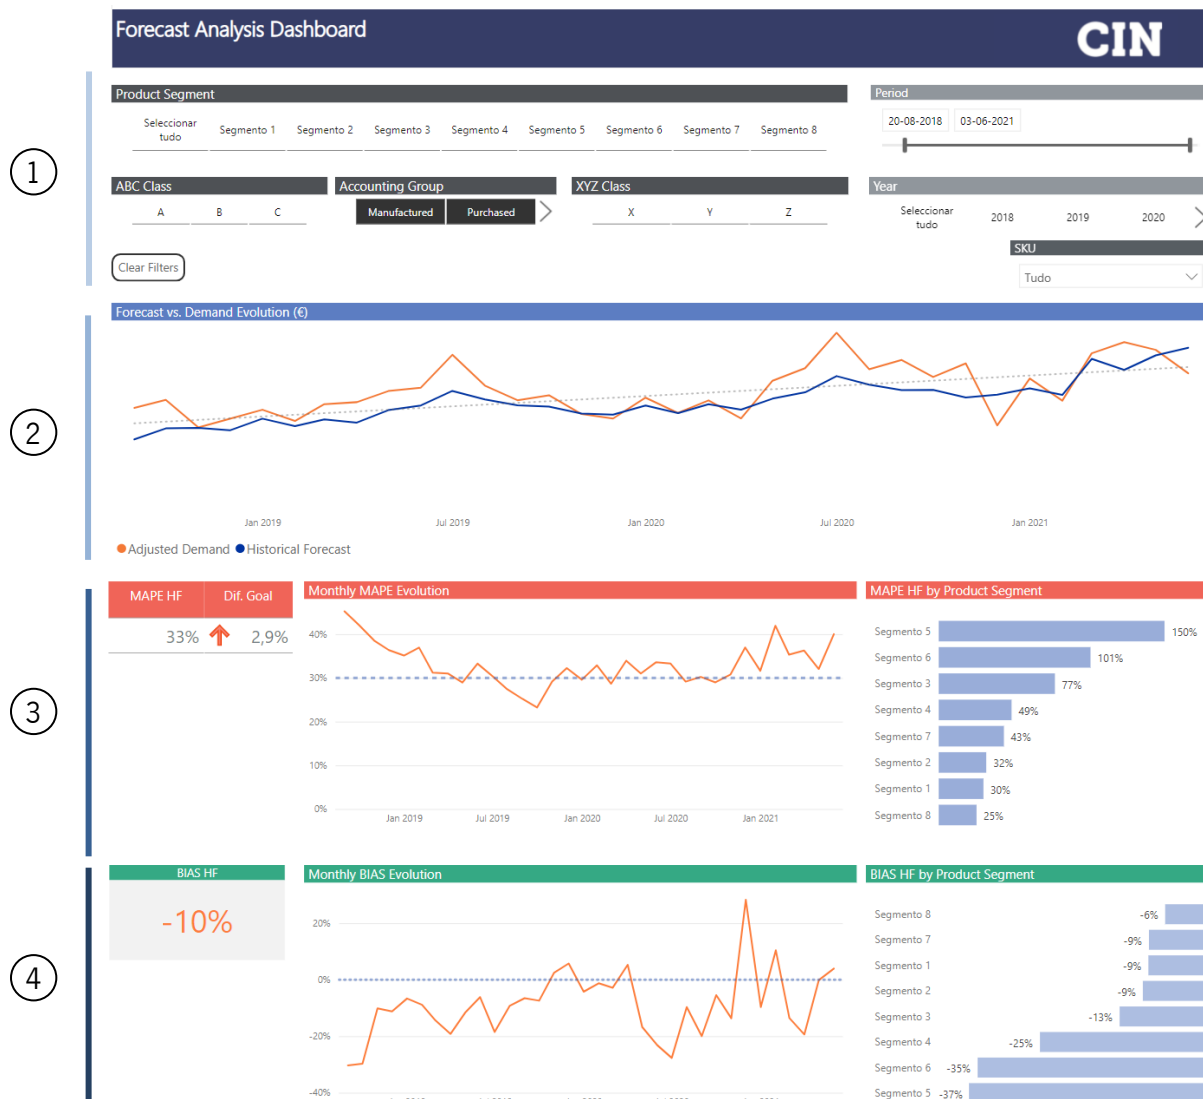 Forecast Analysis Dashboard
CIN
Product Segment
Period
Seleccionar
tudo
Segmento 1
Segmento 2
Segmento 3
Segmento 4
Segmento 5
Segmento 6
Segmento 7
Segmento 8
20-08-2018
03-06-2021
1
ABC Class
Accounting Group
XYZ Class
Year
A
B
C
Manufactured
Purchased
X
Y
Z
Seleccionar
tudo
2018
2019
2020
SKU
Clear Filters
Tudo
Forecast vs. Demand Evolution (€)
2
Jan 2019
Jul 2019
Jan 2020
Jul 2020
Jan 2021
Adjusted Demand
Historical Forecast
MAPE HF
Dif. Goal
33%
2,9%
3
Monthly MAPE Evolution
40%
30%
20%
10%
0%
Jan 2019
Jul 2019
Jan 2020
Jul 2020
Jan 2021
MAPE HF by Product Segment
Segmento 5 150%
Segmento 6 101%
Segmento 3 77%
Segmento 4 49%
Segmento 7 43%
Segmento 2 32%
Segmento 1 30%
Segmento 8 25%
BIAS HF
-10%
4
Monthly BIAS Evolution
20%
0%
-20%
-40%
BIAS HF by Product Segment
Segmento 8 -6%
Segmento 7 -9%
Segmento 1 -9%
Segmento 2 -9%
Segmento 3 -13%
Segmento 4 -25%
Segmento 6 -35%
Segmento 5 -37%